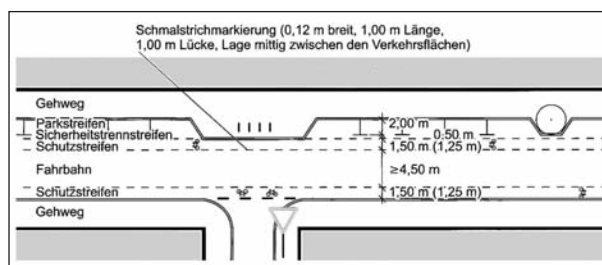 Schmalstrichmarkierung (0,12 m breit, 1,00 m Länge,
1,00 m Lücke, Lage mittig zwischen den Verkehrsflächen)
Gehweg
Parkstreifen 2,00 m
Sicherheitstrennstreifen 0,50 m
Schutzstreifen 1,50 m (1,25 m)
Fahrbahn ≥4,50 m
Schutzstreifen 1,50 m (1,25 m)
Gehweg